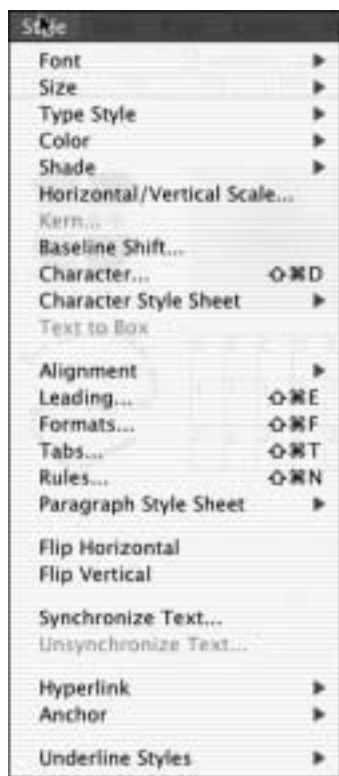 Style
Font
Size
Type Style
Color
Shade
Horizontal/Vertical Scale...
Kern...
Baseline Shift...
Character... ⇧⌘D
Character Style Sheet
Text to Box
Alignment
Leading... ⇧⌘E
Formats... ⇧⌘F
Tabs... ⇧⌘T
Rules... ⇧⌘N
Paragraph Style Sheet
Flip Horizontal
Flip Vertical
Synchronize Text...
Unsynchronize Text...
Hyperlink
Anchor
Underline Styles